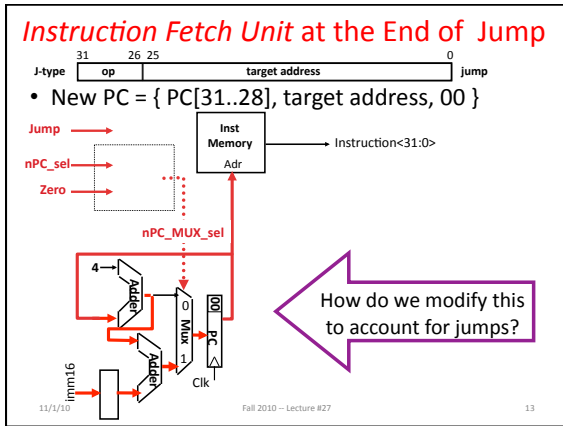 Instruction Fetch Unit at the End of Jump
31 26 25 0
J-type op target address jump
• New PC = { PC[31..28], target address, 00 }
Jump
nPC_sel
Zero
Inst
Memory
Adr
Instruction<31:0>
nPC_MUX_sel
4
Adder
0
Mux
1
00
PC
Adder
Clk
imm16
How do we modify this
to account for jumps?
11/1/10 Fall 2010 -- Lecture #27 13